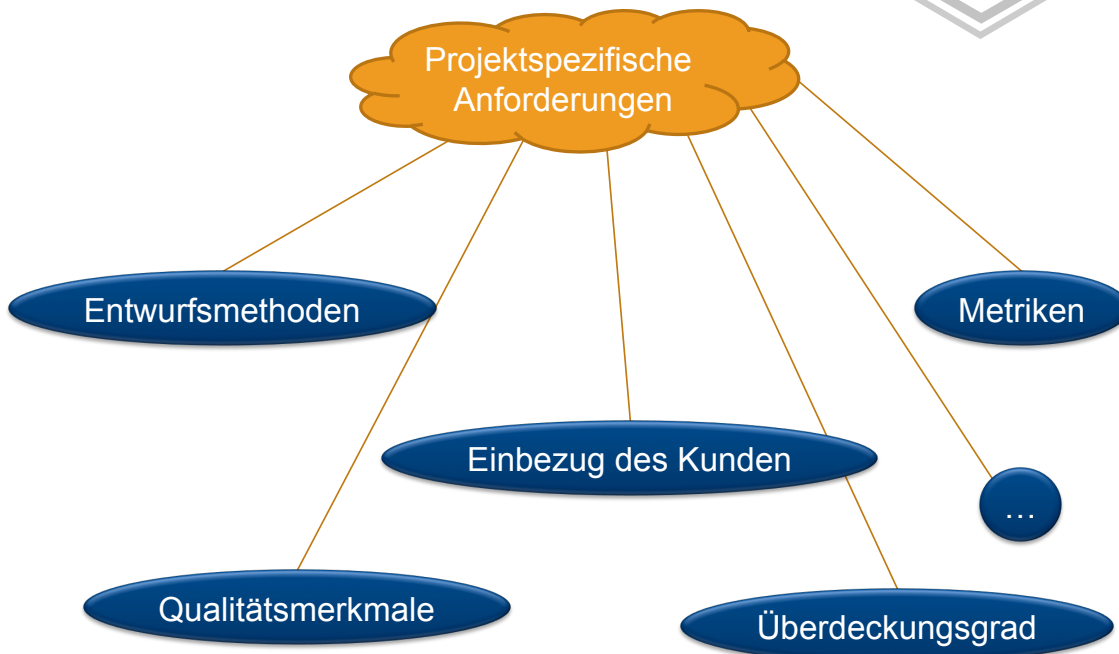 Projektspezifische
Anforderungen
Entwurfsmethoden
Metriken
Einbezug des Kunden
…
Qualitätsmerkmale
Überdeckungsgrad